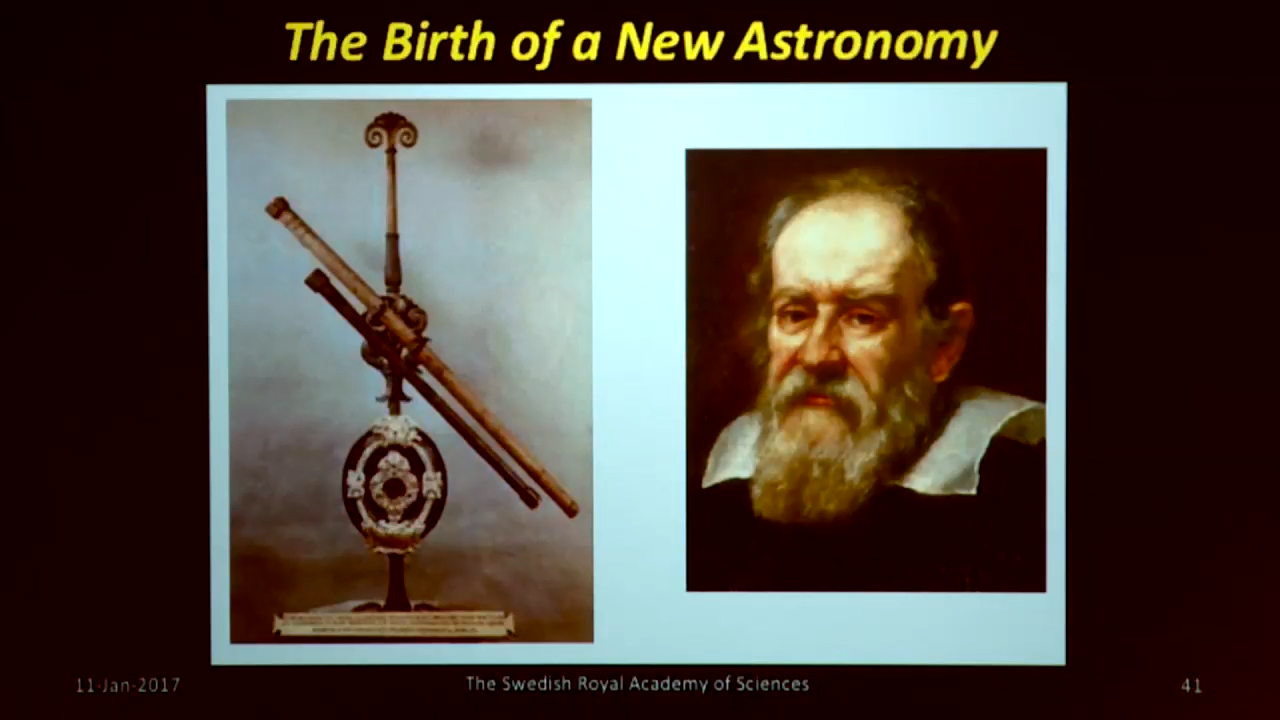 The Birth of a New Astronomy
11-Jan-2017
The Swedish Royal Academy of Sciences
41